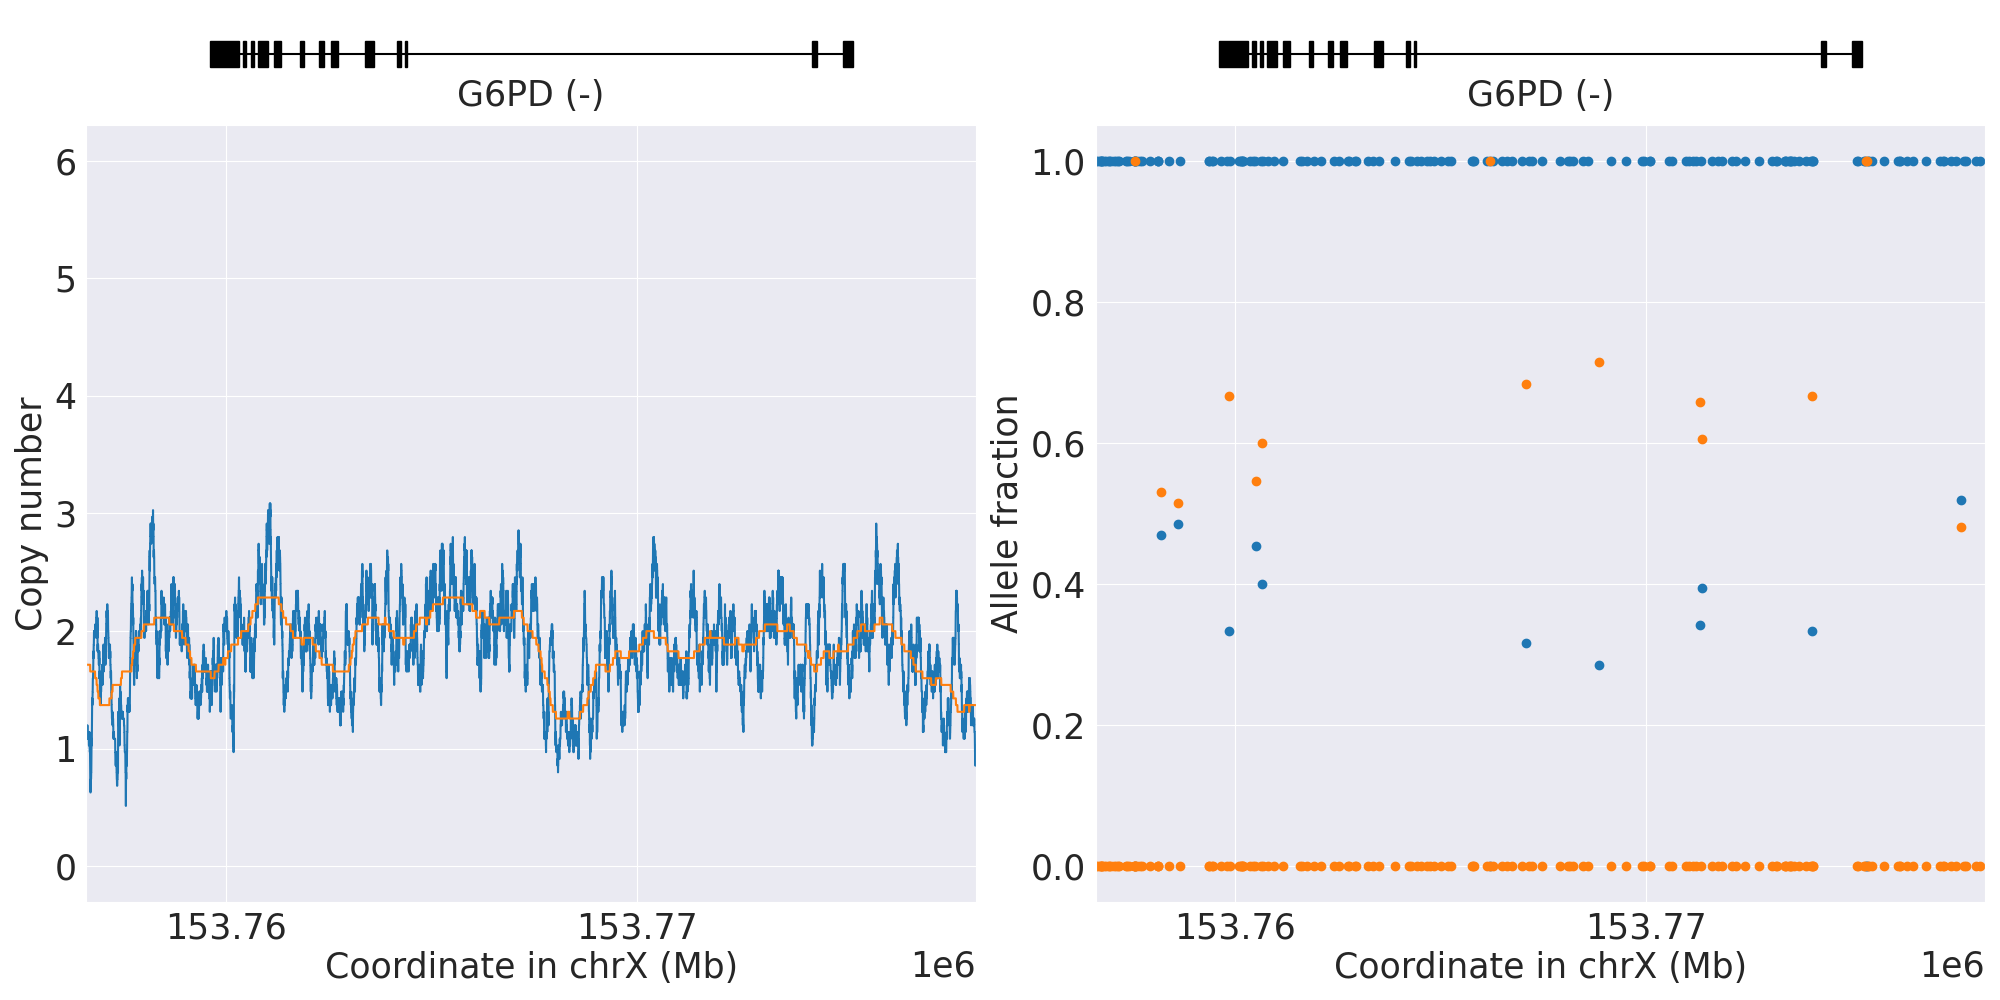 G6PD (-)
6
5
4
3
2
1
0
Copy number
153.76
153.77
Coordinate in chrX (Mb)
1e6
G6PD (-)
1.0
0.8
0.6
0.4
0.2
0.0
Allele fraction
153.76
153.77
Coordinate in chrX (Mb)
1e6